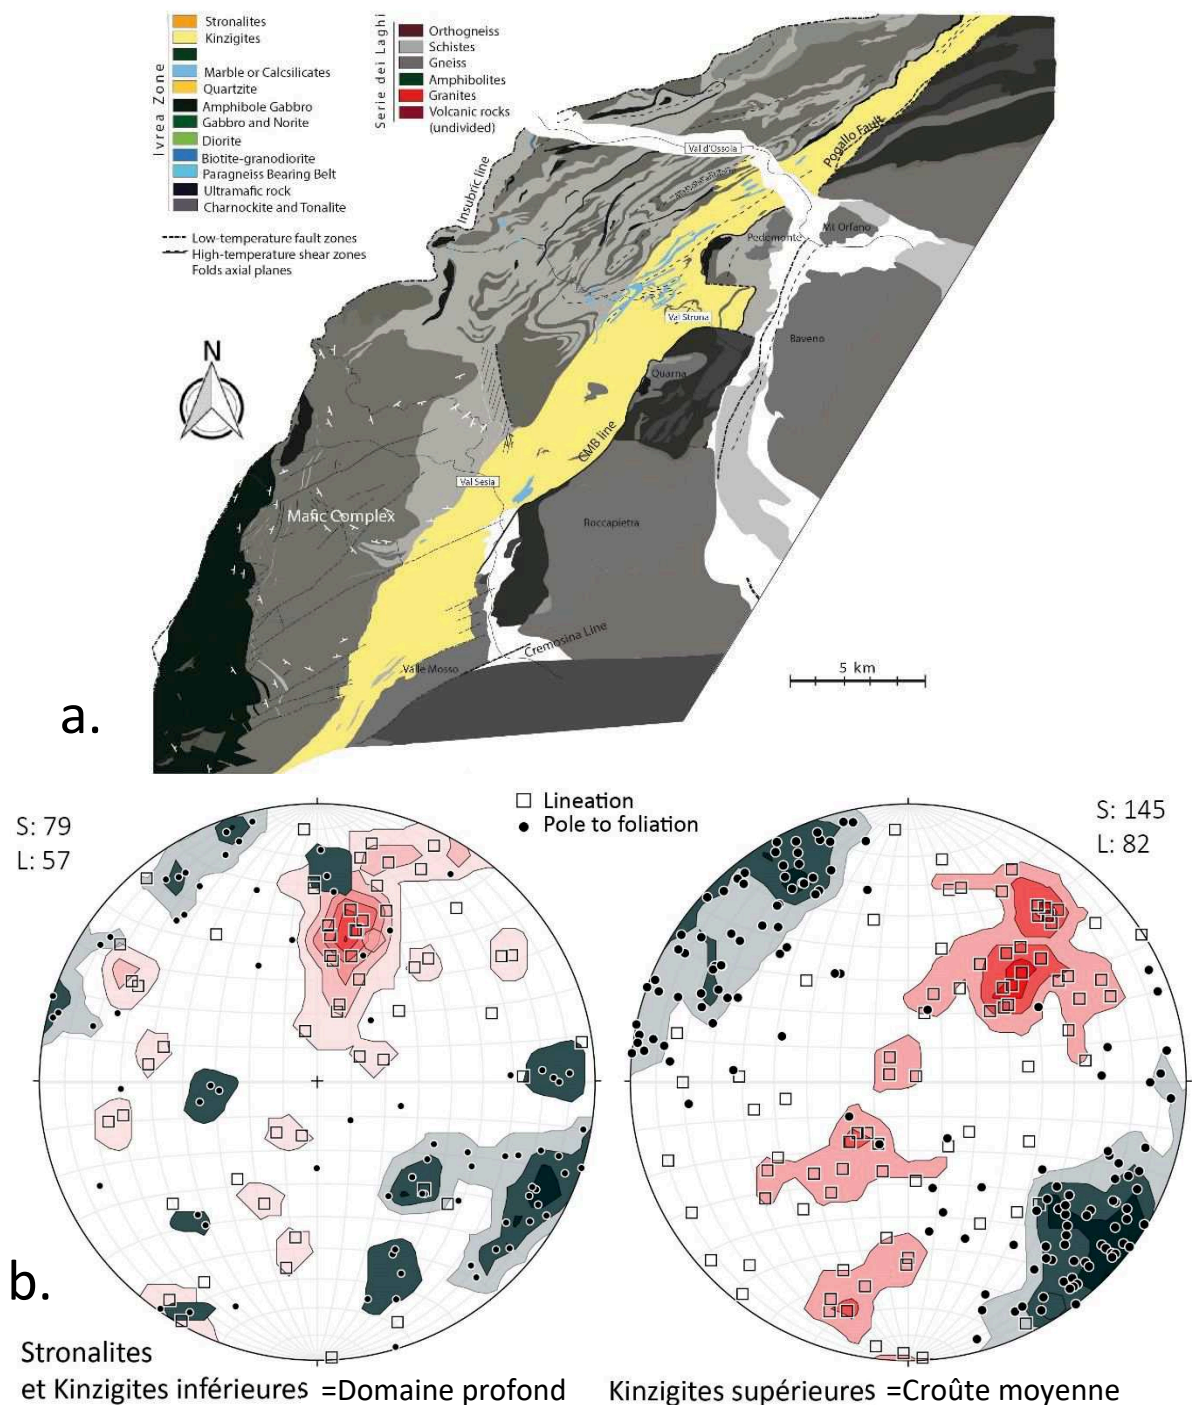 Ivrea Zone
Stronalites
Kinzigites
Marble or Calcsilicates
Quartzite
Amphibole Gabbro
Gabbro and Norite
Diorite
Biotite-granodiorite
Paragneiss Bearing Belt
Ultramafic rock
Charnockite and Tonalite
Low-temperature fault zones
High-temperature shear zones
Folds axial planes
Serie dei Laghi
Orthogneiss
Schistes
Gneiss
Amphibolites
Granites
Volcanic rocks
(undivided)
Insubric line
Val d'Ossola
Pogallo Fault
Pedemonte
Mt Orfano
Val Strona
Baveno
Quarna
N
CMB line
Val Sesia
Mafic Complex
Roccapietra
Cremosina Line
Valle Mosso
5 km
a.
S: 79
L: 57
Lineation
Pole to foliation
S: 145
L: 82
b.
Stronalites
et Kinzigites inférieures =Domaine profond
Kinzigites supérieures =Croûte moyenne